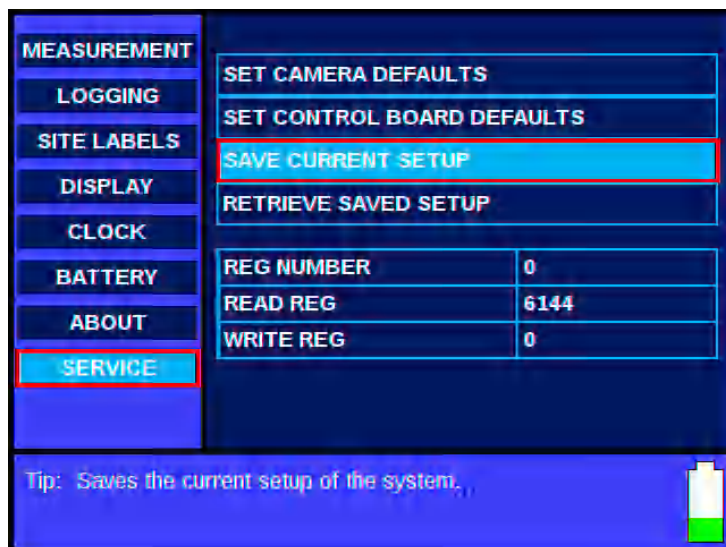 MEASUREMENT
LOGGING
SITE LABELS
DISPLAY
CLOCK
BATTERY
ABOUT
SERVICE
SET CAMERA DEFAULTS
SET CONTROL BOARD DEFAULTS
SAVE CURRENT SETUP
RETRIEVE SAVED SETUP
REG NUMBER 0
READ REG 6144
WRITE REG 0
Tip: Saves the current setup of the system.